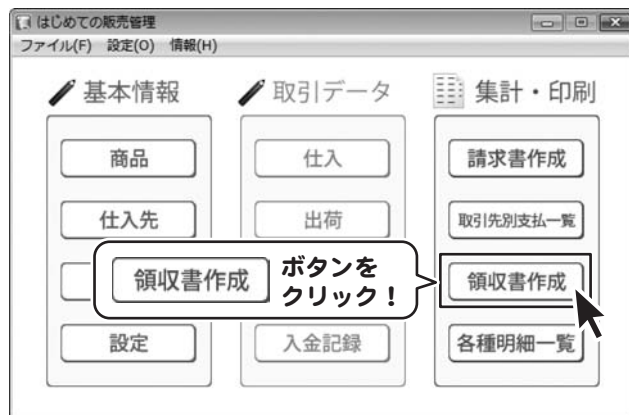 はじめての販売管理
ファイル(F) 設定(O) 情報(H)
基本情報
取引データ
集計・印刷
商品
仕入
請求書作成
仕入先
出荷
取引先別支払一覧
領収書作成
ボタンを
クリック！
領収書作成
設定
入金記録
各種明細一覧